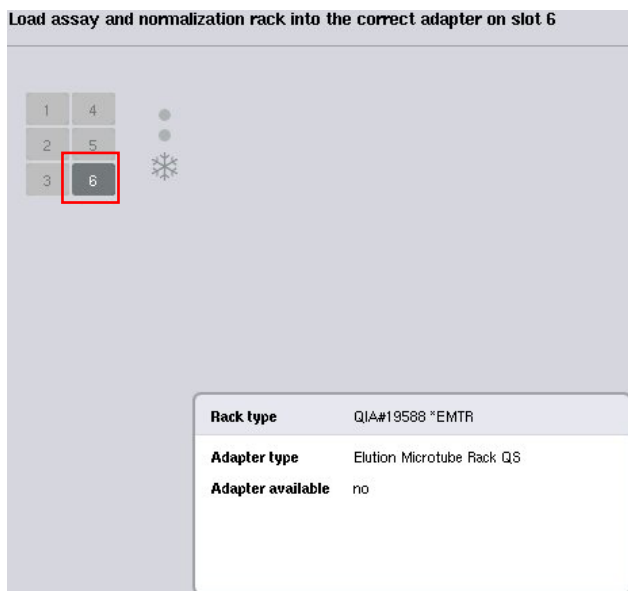 Load assay and normalization rack into the correct adapter on slot 6
1 4
2 5
3 6
Rack type QIA#19588 *EMTR
Adapter type Elution Microtube Rack QS
Adapter available no